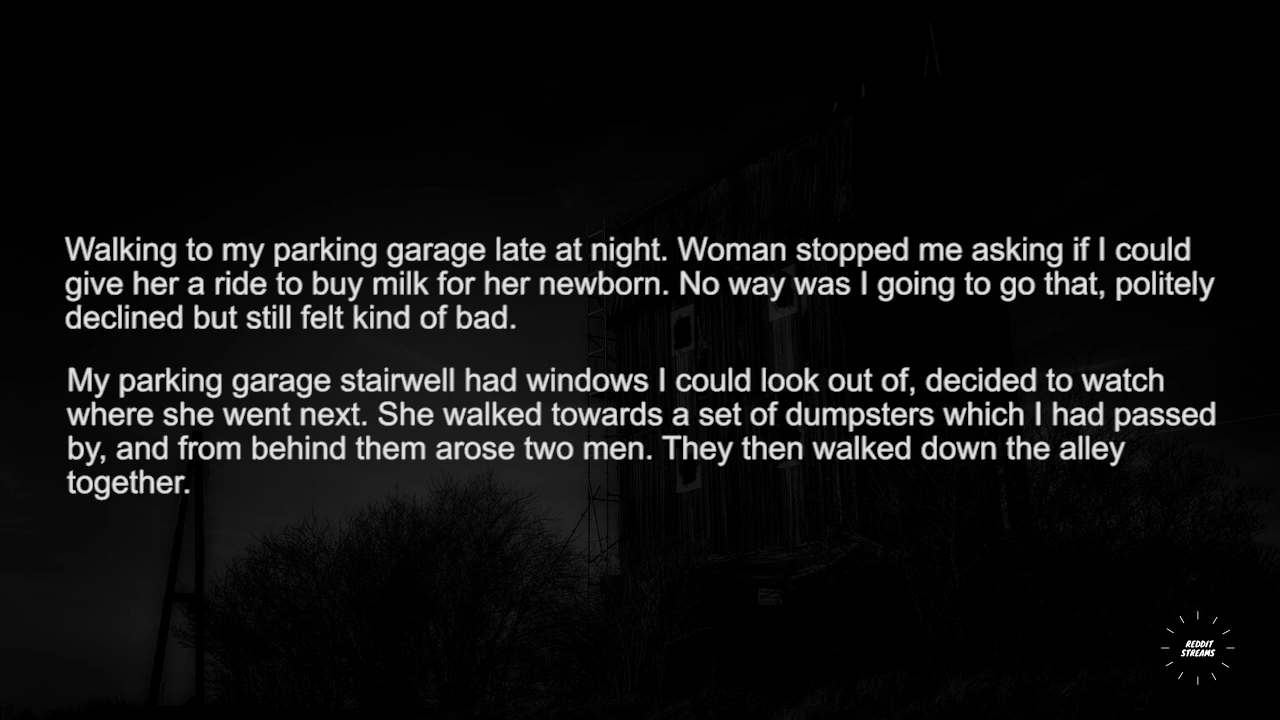 Walking to my parking garage late at night. Woman stopped me asking if I could
give her a ride to buy milk for her newborn. No way was I going to go that, politely
declined but still felt kind of bad.
My parking garage stairwell had windows I could look out of, decided to watch
where she went next. She walked towards a set of dumpsters which I had passed
by, and from behind them arose two men. They then walked down the alley
together.
REDDIT
STREAMS